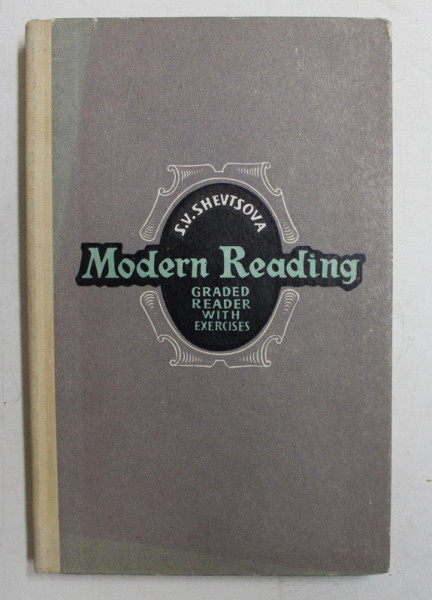 S.V. SHEVTSOVA
Modern Reading
GRADED
READER
WITH
EXERCISES